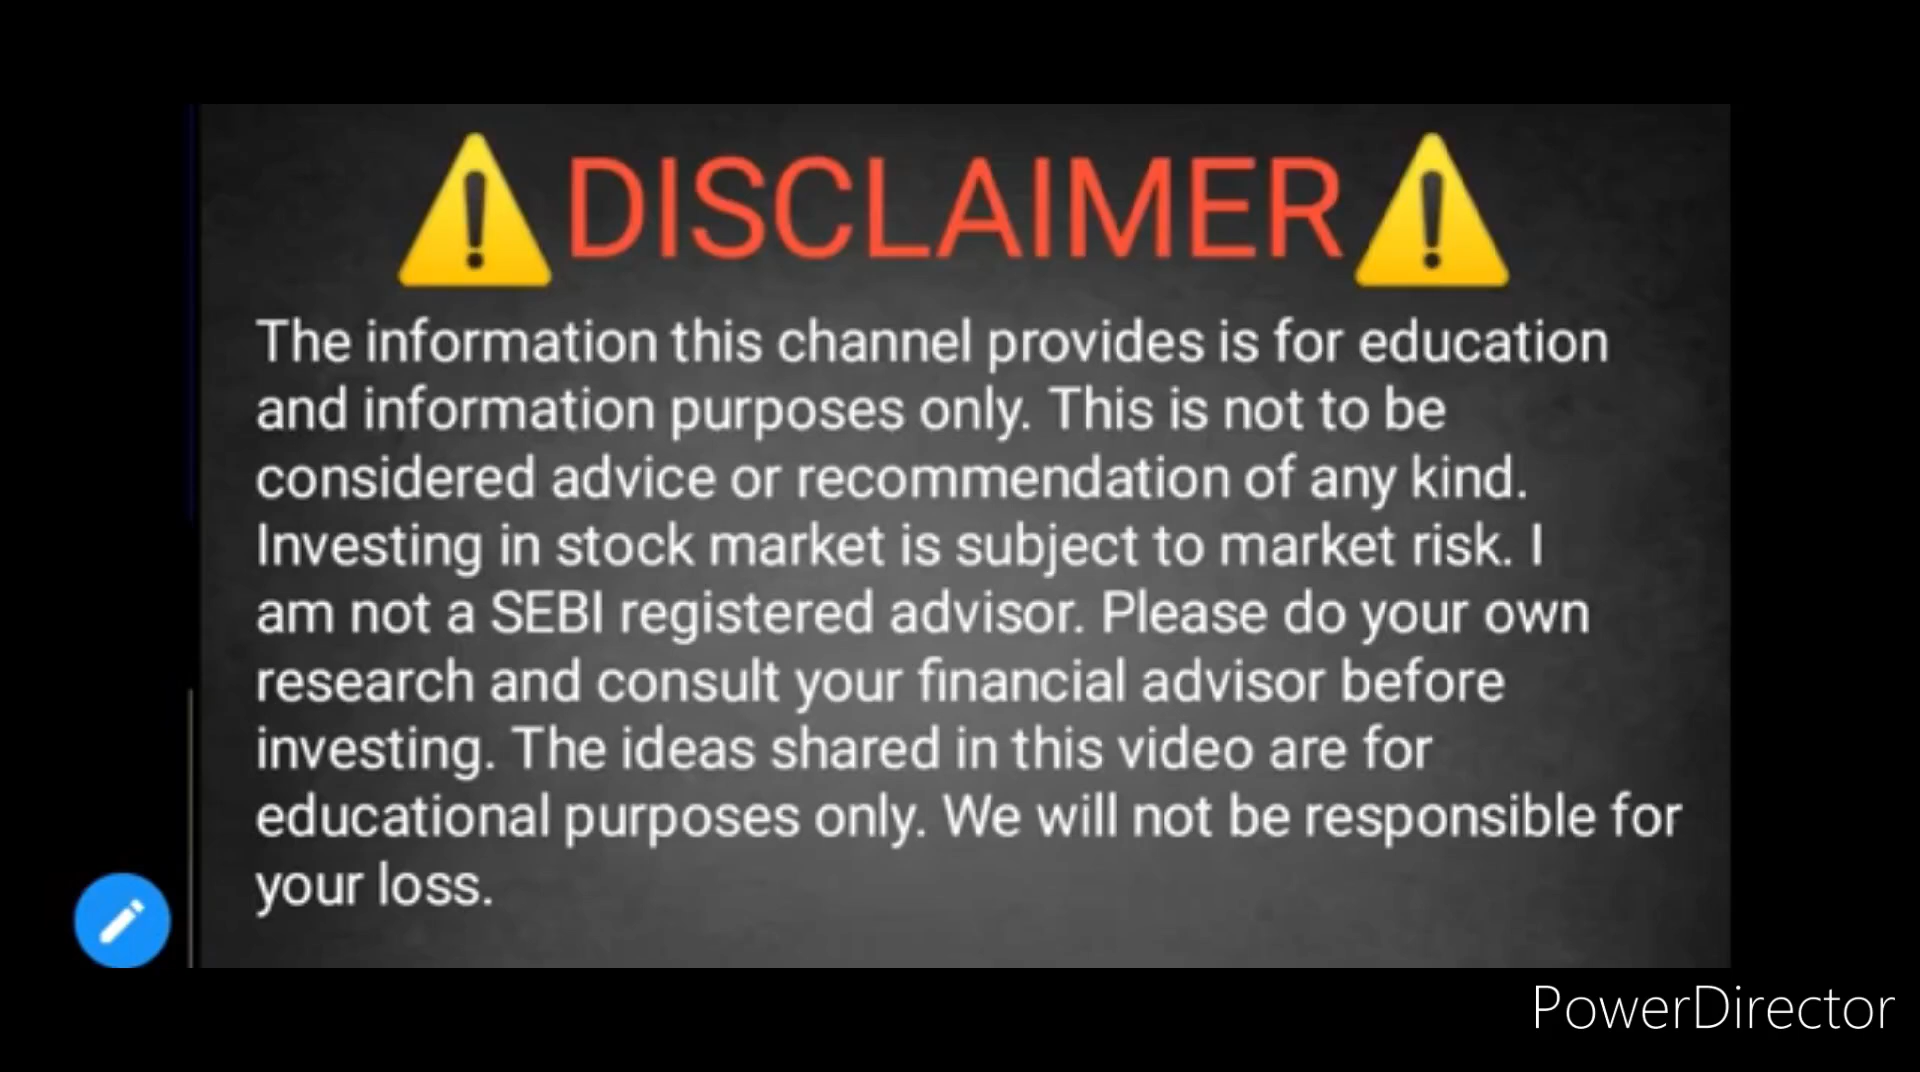 ⚠DISCLAIMER⚠
The information this channel provides is for education
and information purposes only. This is not to be
considered advice or recommendation of any kind.
Investing in stock market is subject to market risk. I
am not a SEBI registered advisor. Please do your own
research and consult your financial advisor before
investing. The ideas shared in this video are for
educational purposes only. We will not be responsible for
your loss.
PowerDirector